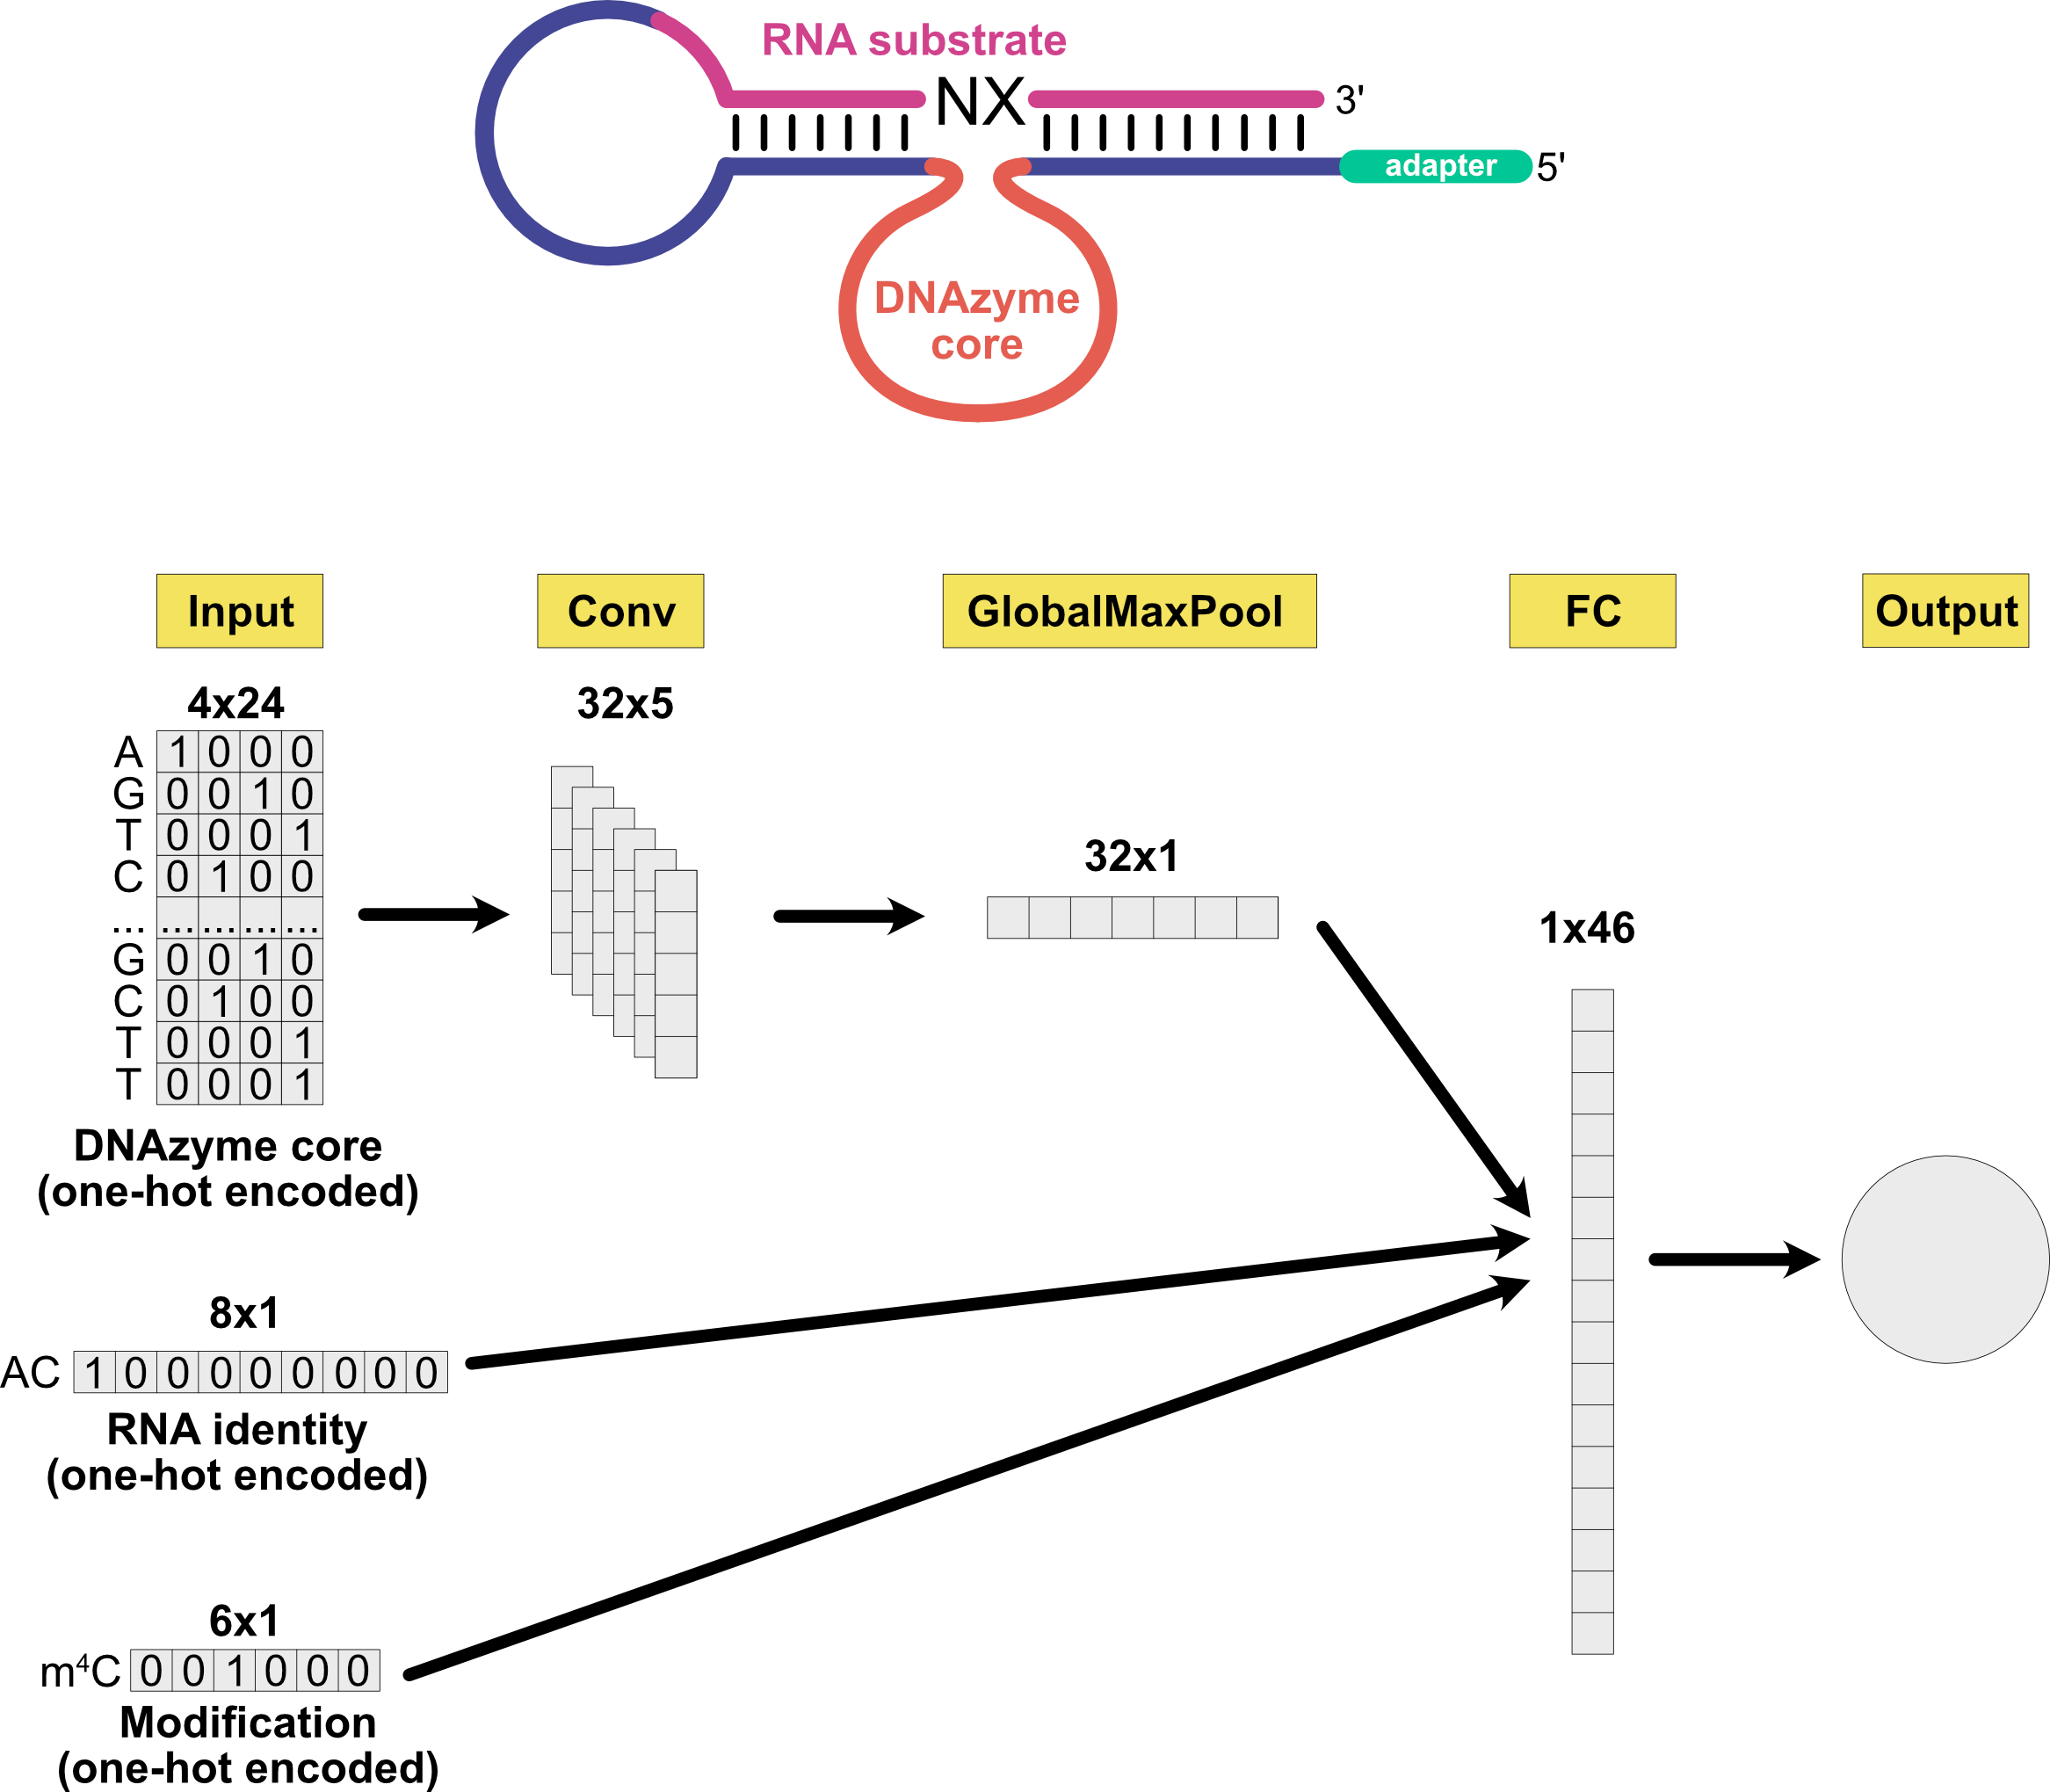 RNA substrate
NX
3'
adapter
5'
DNAzyme
core
Input
Conv
GlobalMaxPool
FC
Output
4x24
32x5
A 1 0 0 0
G 0 0 1 0
T 0 0 0 1
C 0 1 0 0
... ... ... ... ...
G 0 0 1 0
C 0 1 0 0
T 0 0 0 1
T 0 0 0 1
32x1
1x46
DNAzyme core
(one-hot encoded)
8x1
AC 1 0 0 0 0 0 0 0 0
RNA identity
(one-hot encoded)
6x1
m⁴C 0 0 1 0 0 0
Modification
(one-hot encoded)